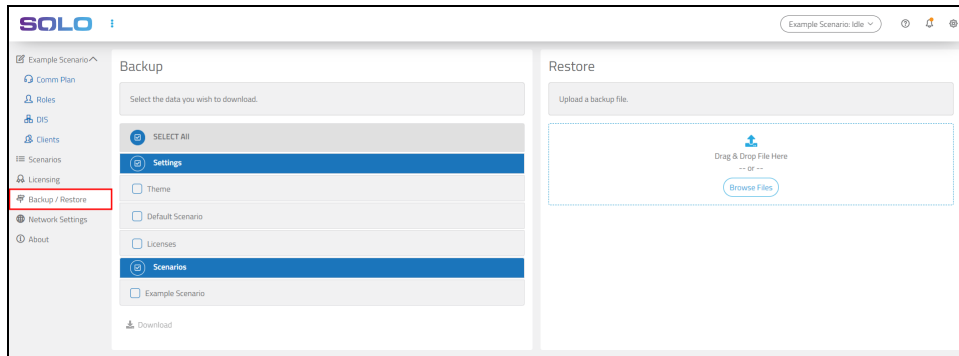 SOLO
Example Scenario: Idle
Example Scenario
Comm Plan
Roles
DIS
Clients
Scenarios
Licensing
Backup / Restore
Network Settings
About
Backup
Select the data you wish to download.
SELECT All
Settings
Theme
Default Scenario
Licenses
Scenarios
Example Scenario
Download
Restore
Upload a backup file.
Drag & Drop File Here
-- or --
Browse Files